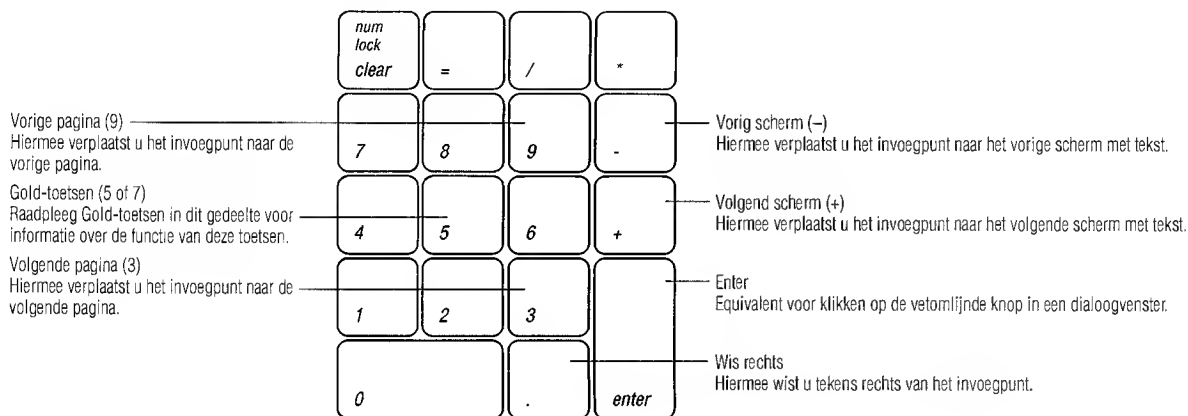 num
lock
clear
=
/
*
7
8
9
-
4
5
6
+
1
2
3
0
.
enter
Vorige pagina (9)
Hiermee verplaatst u het invoegpunt naar de
vorige pagina.
Gold-toetsen (5 of 7)
Raadpleeg Gold-toetsen in dit gedeelte voor
informatie over de functie van deze toetsen.
Volgende pagina (3)
Hiermee verplaatst u het invoegpunt naar de
volgende pagina.
Vorig scherm (–)
Hiermee verplaatst u het invoegpunt naar het vorige scherm met tekst.
Volgend scherm (+)
Hiermee verplaatst u het invoegpunt naar het volgende scherm met tekst.
Enter
Equivalent voor klikken op de vetomlijnde knop in een dialoogvenster.
Wis rechts
Hiermee wist u tekens rechts van het invoegpunt.